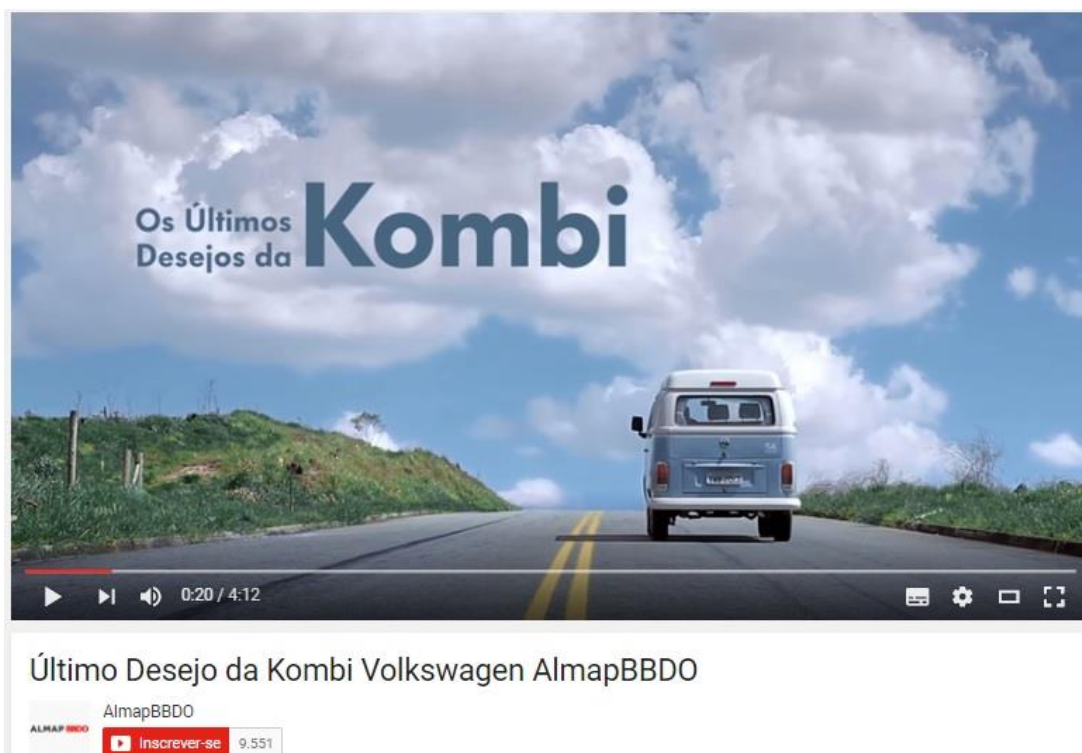 Os Últimos
Desejos da Kombi
0:20 / 4:12
Último Desejo da Kombi Volkswagen AlmapBBDO
ALMAP BBDO
AlmapBBDO
Inscrever-se 9.551